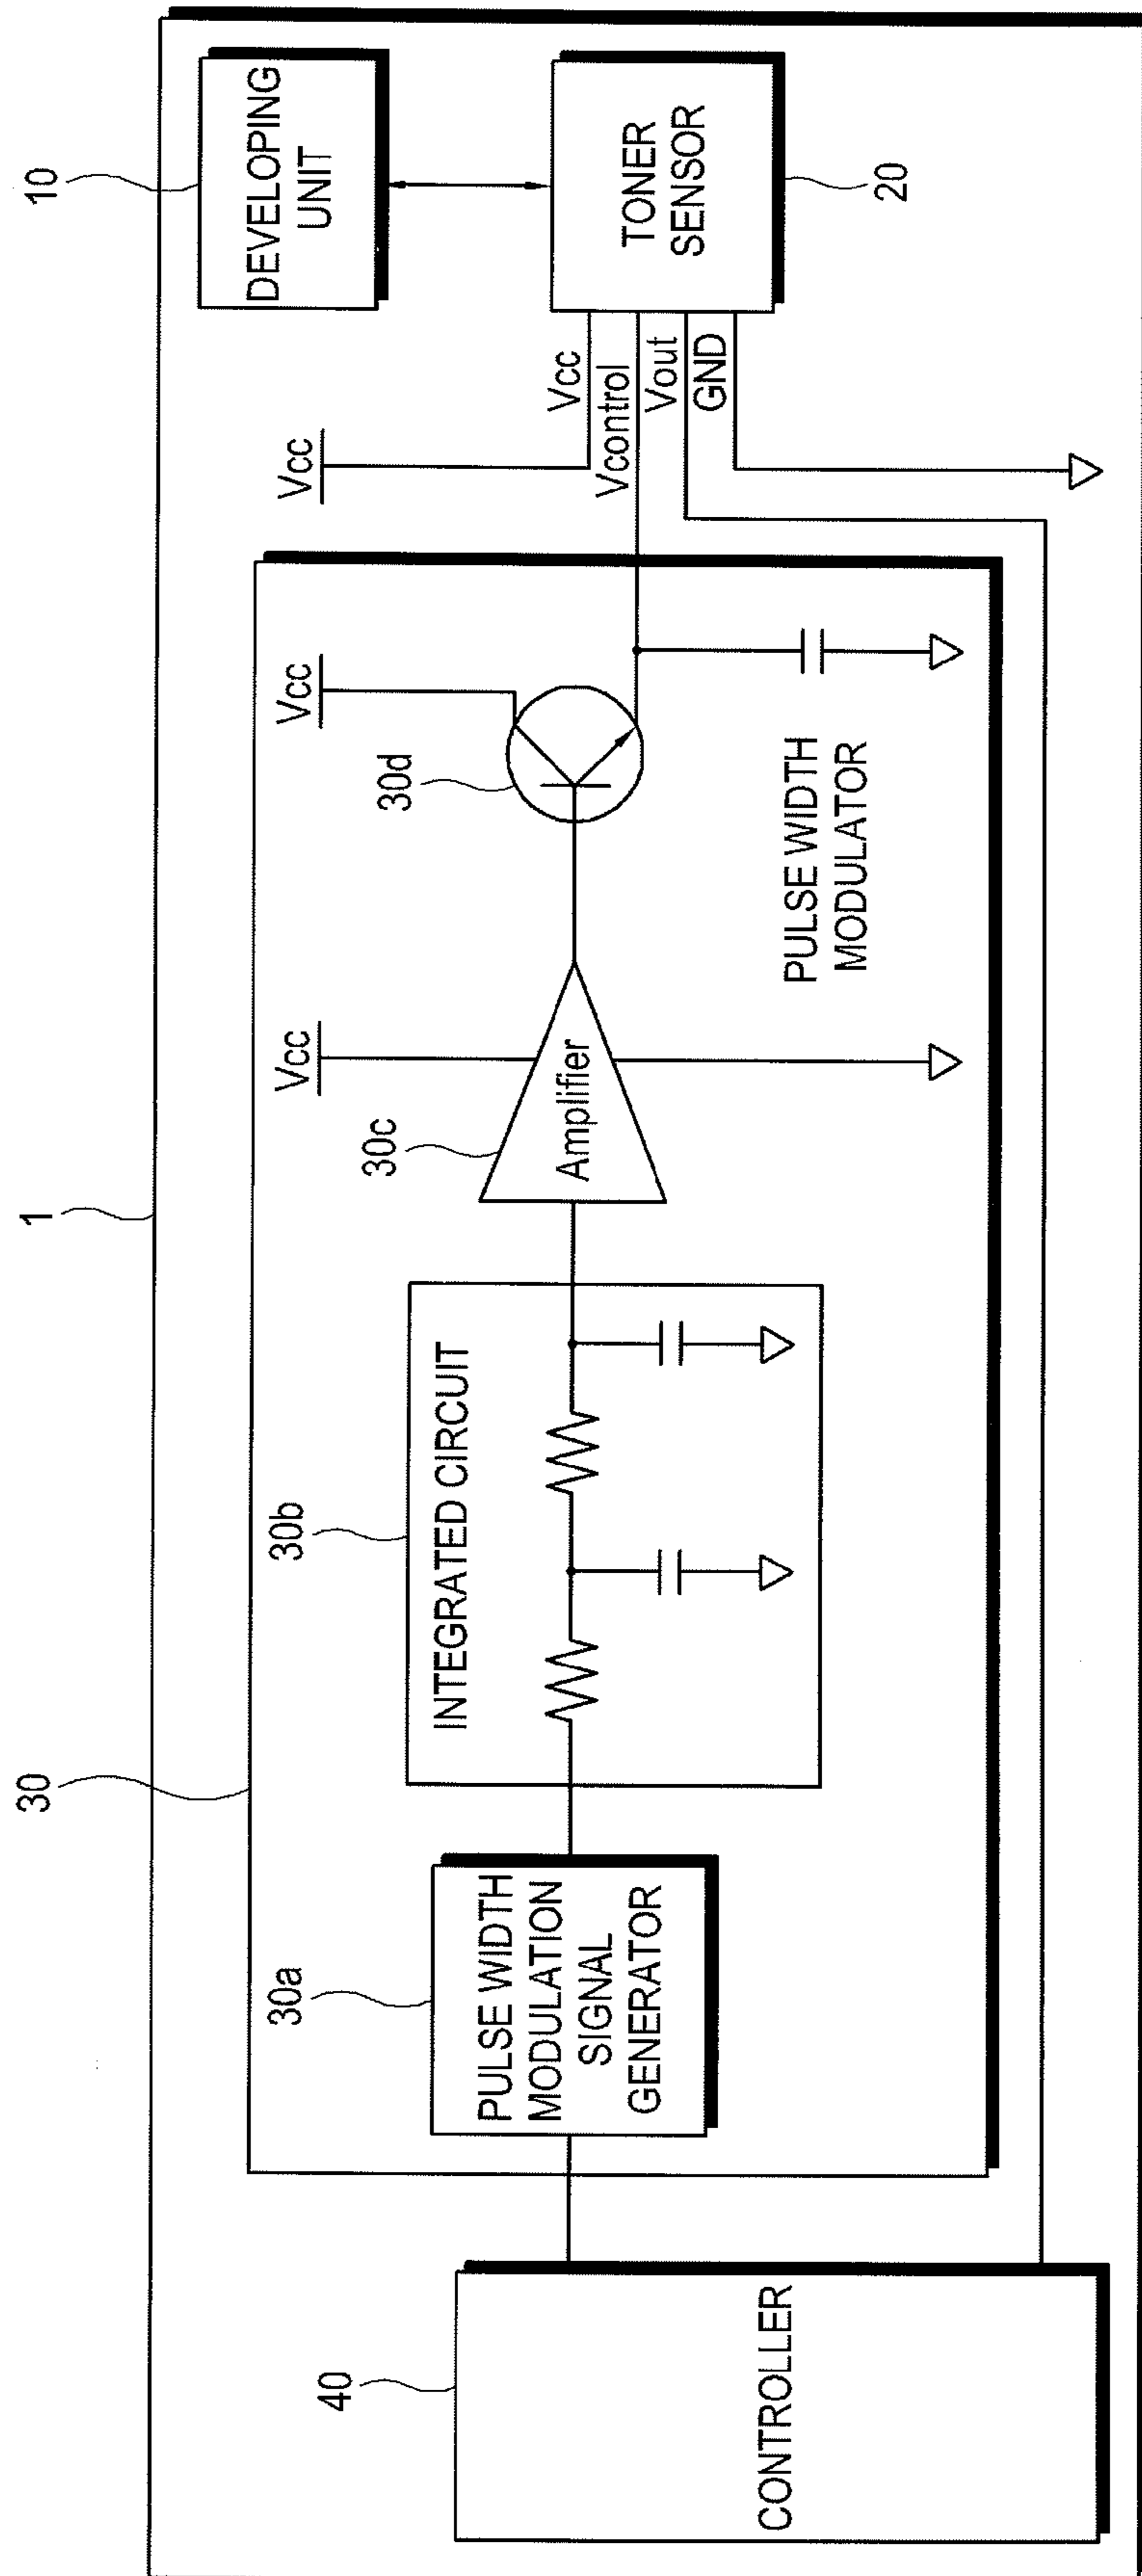 1
30
10
DEVELOPING
UNIT
20
TONER
SENSOR
Vcc
Vcontrol
Vout
GND
Vcc
Vcc
Vcc
30d
30c
Amplifier
PULSE WIDTH
MODULATOR
30b
INTEGRATED CIRCUIT
30a
PULSE WIDTH
MODULATION
SIGNAL
GENERATOR
40
CONTROLLER